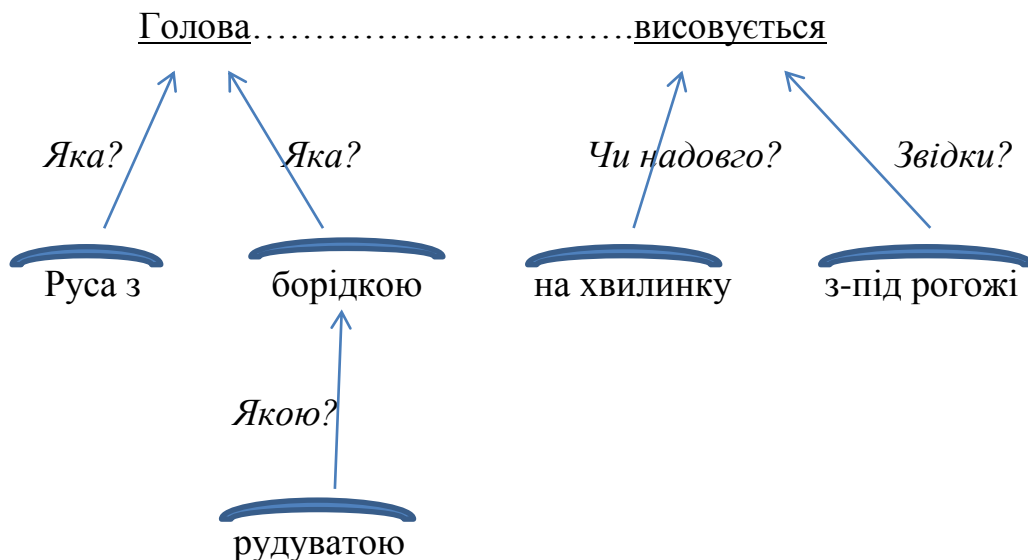 Голова…………………………….висовується
Яка? Яка? Чи надовго? Звідки?
Руса з борідкою на хвилинку з-під рогожі
Якою?
рудуватою